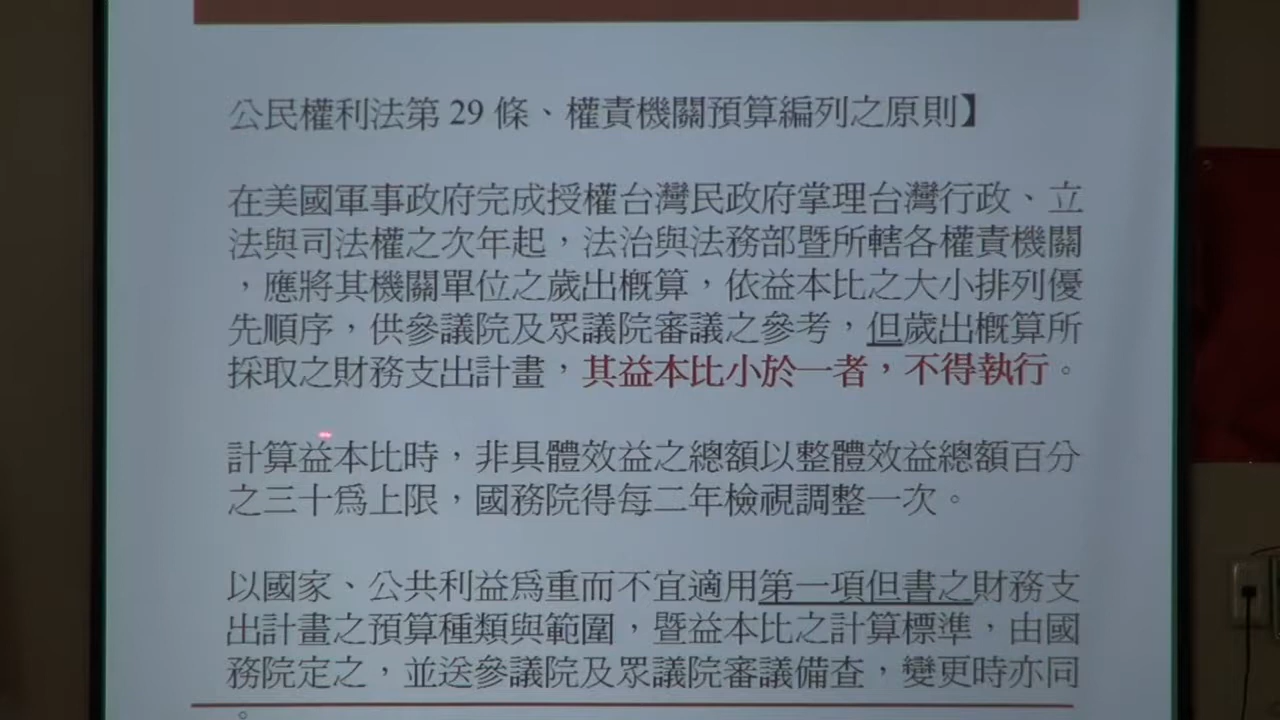 公民權利法第 29 條、權責機關預算編列之原則】
在美國軍事政府完成授權台灣民政府掌理台灣行政、立
法與司法權之次年起，法治與法務部暨所轄各權責機關
，應將其機關單位之歲出概算，依益本比之大小排列優
先順序，供參議院及眾議院審議之參考，但歲出概算所
採取之財務支出計畫，其益本比小於一者，不得執行。
計算益本比時，非具體效益之總額以整體效益總額百分
之三十為上限，國務院得每二年檢視調整一次。
以國家、公共利益為重而不宜適用第一項但書之財務支
出計畫之預算種類與範圍，暨益本比之計算標準，由國
務院定之，並送參議院及眾議院審議備查，變更時亦同
。